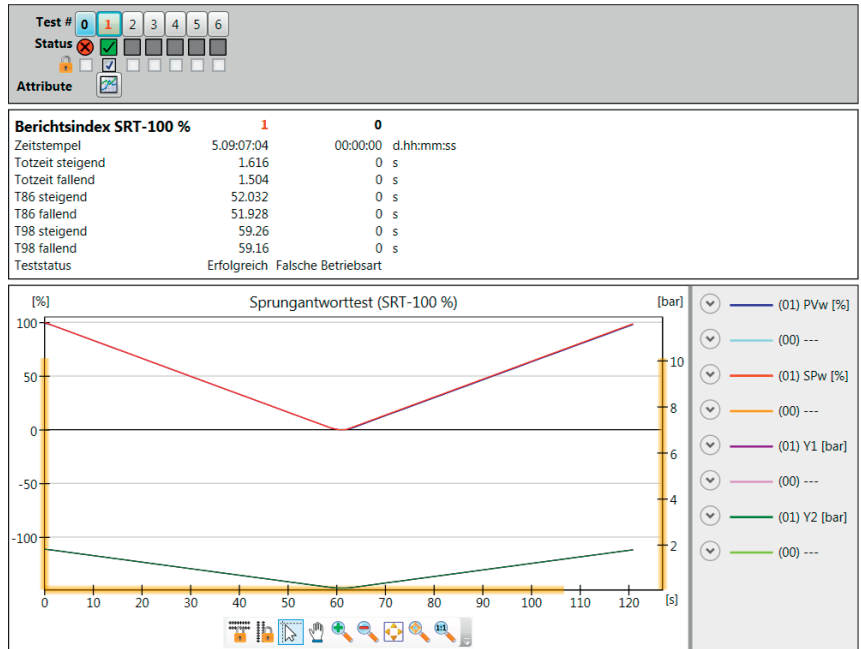 Test # 0 1 2 3 4 5 6
Status
Attribute
Berichtsindex SRT-100 % 1 0
Zeitstempel 5.09:07:04 00:00:00 d.hh:mm:ss
Totzeit steigend 1.616 0 s
Totzeit fallend 1.504 0 s
T86 steigend 52.032 0 s
T86 fallend 51.928 0 s
T98 steigend 59.26 0 s
T98 fallend 59.16 0 s
Teststatus Erfolgreich Falsche Betriebsart
[%] Sprungantworttest (SRT-100 %) [bar]
100
50
0
-50
-100
10
8
6
4
2
0 10 20 30 40 50 60 70 80 90 100 110 120 [s]
(01) PVw [%]
(00) ---
(01) SPw [%]
(00) ---
(01) Y1 [bar]
(00) ---
(01) Y2 [bar]
(00) ---
1:1